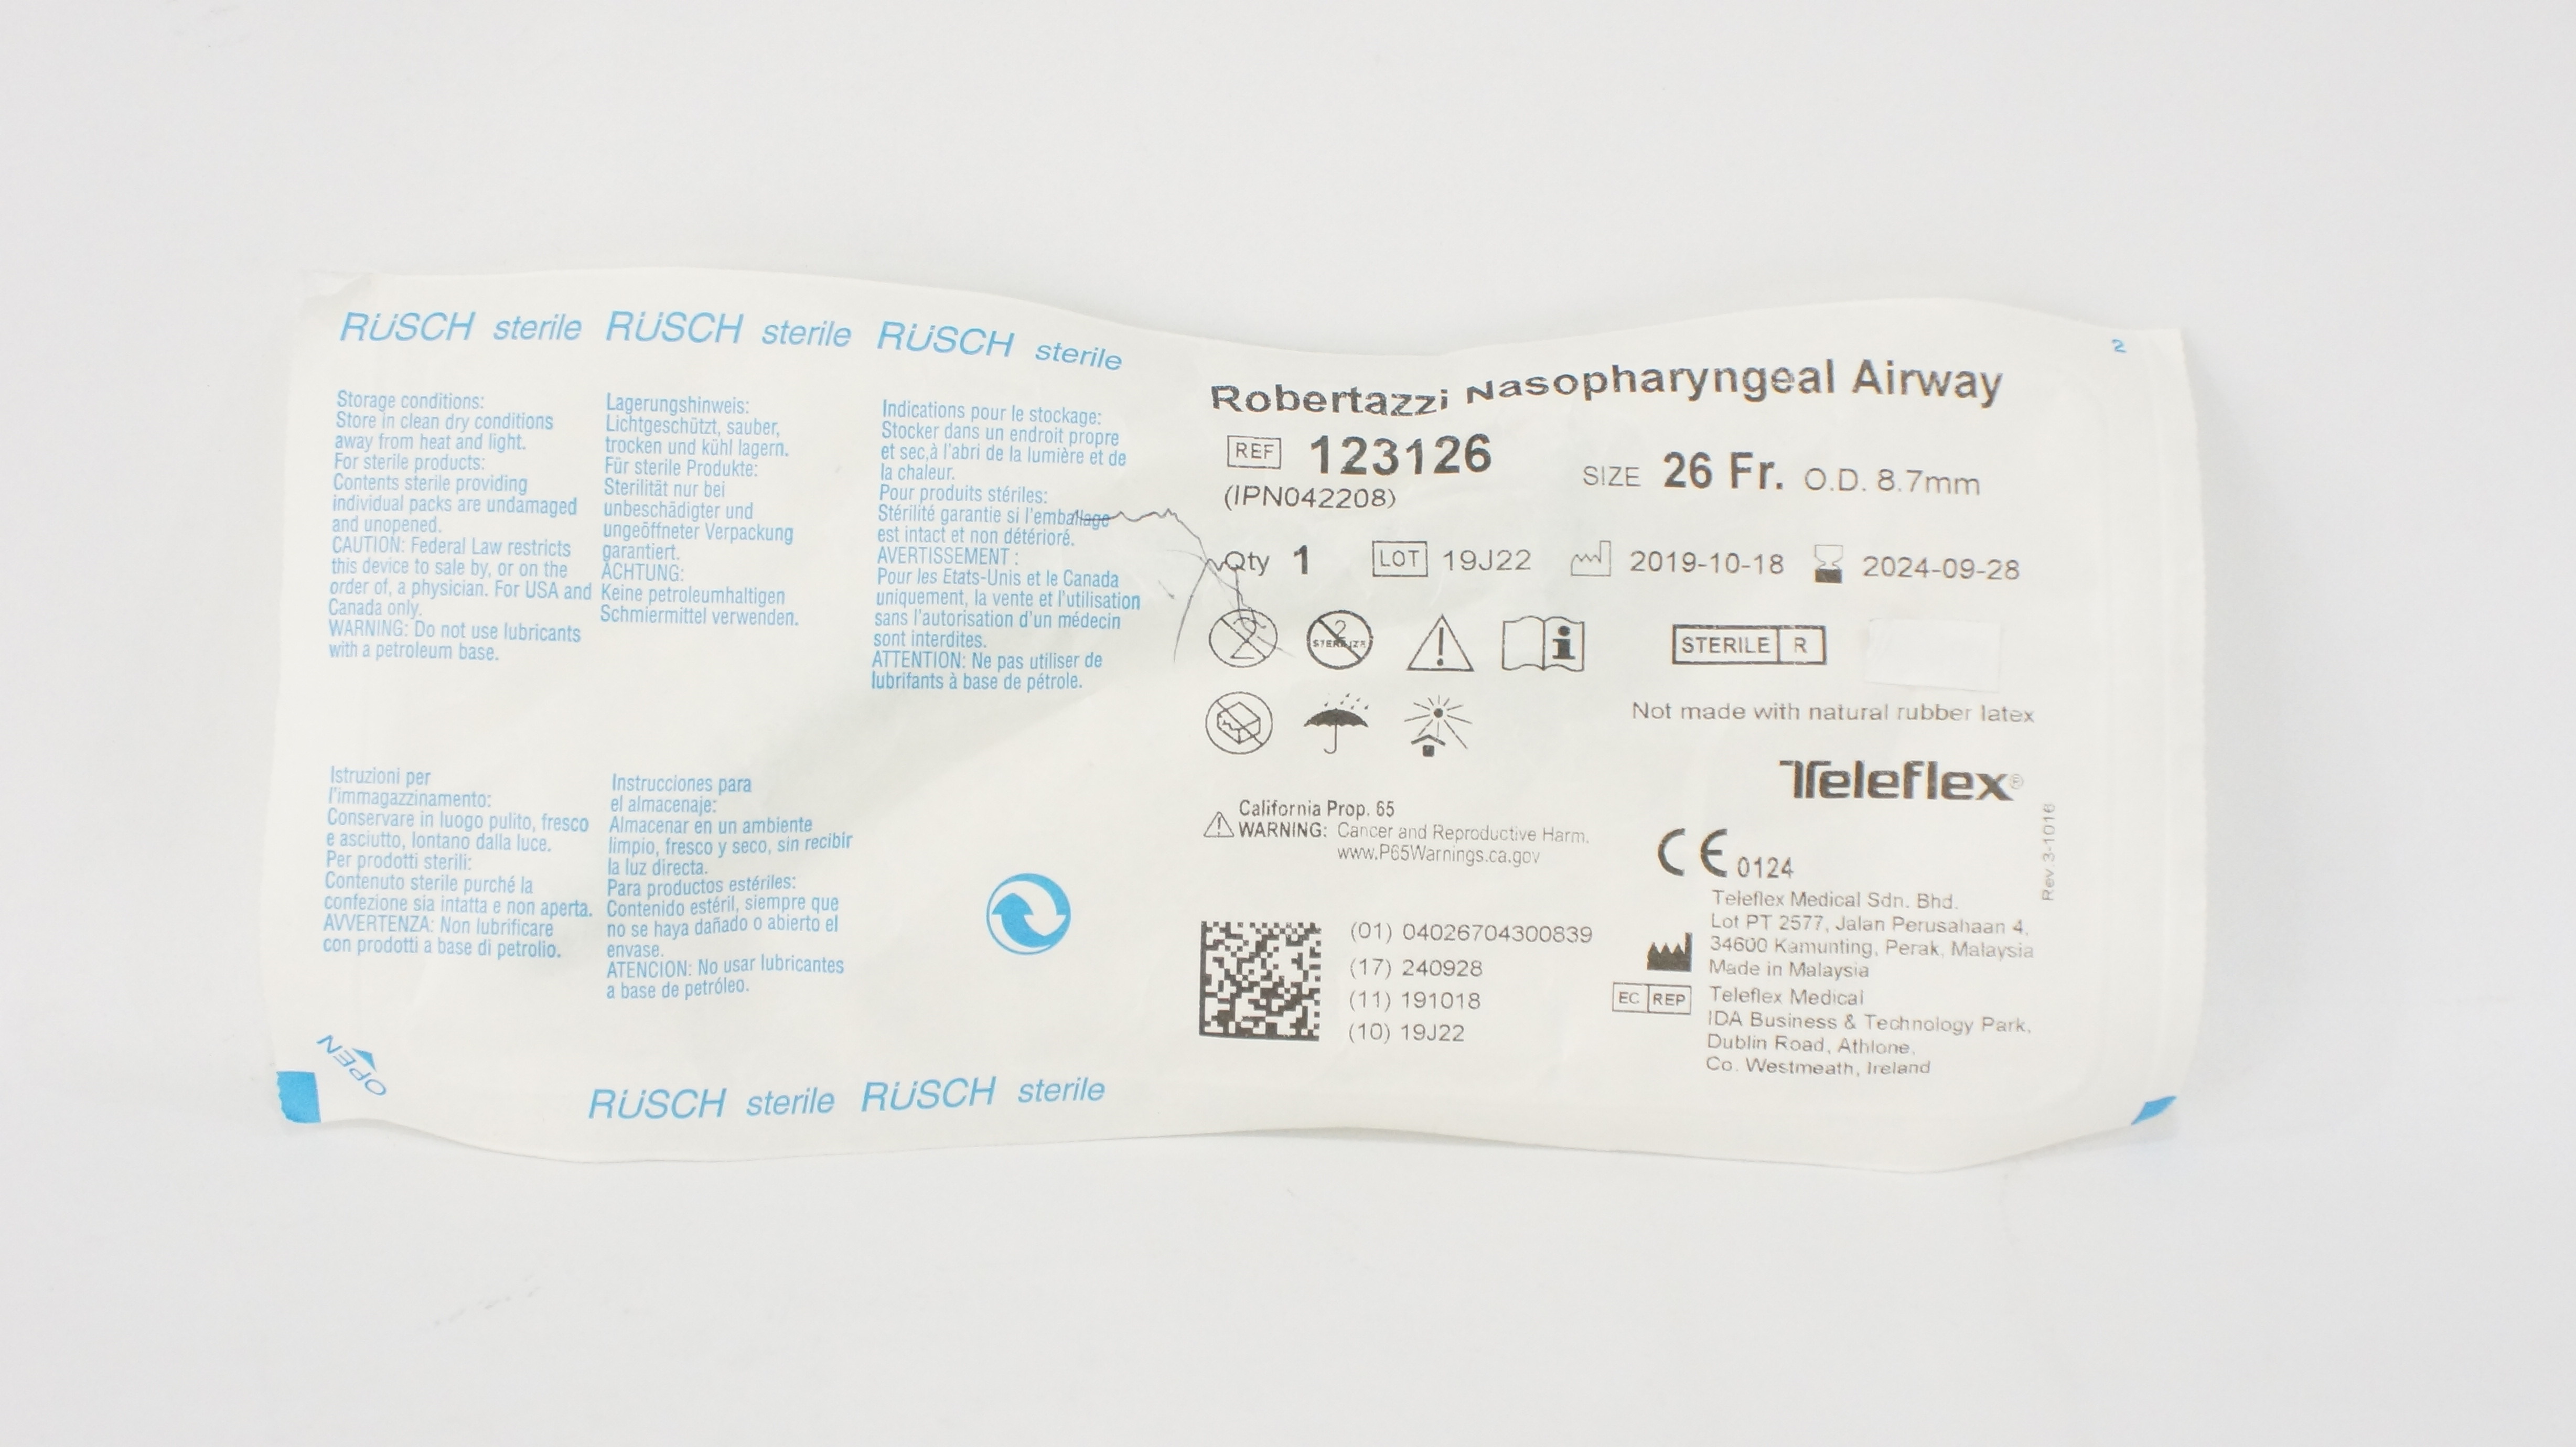 RÜSCH sterile RÜSCH sterile RÜSCH sterile
Storage conditions:
Store in clean dry conditions
away from heat and light.
For sterile products:
Contents sterile providing
individual packs are undamaged
and unopened.
CAUTION: Federal Law restricts
this device to sale by, or on the
order of, a physician. For USA and
Canada only.
WARNING: Do not use lubricants
with a petroleum base.
Lagerungshinweis:
Lichtgeschützt, sauber,
trocken und kühl lagern.
Für sterile Produkte:
Sterilität nur bei
unbeschädigter und
ungeöffneter Verpackung
garantiert.
ACHTUNG:
Keine petroleumhaltigen
Schmiermittel verwenden.
Indications pour le stockage:
Stocker dans un endroit propre
et sec,à l'abri de la lumière et de
la chaleur.
Pour produits stériles:
Stérilité garantie si l'emballage
est intact et non détérioré.
AVERTISSEMENT :
Pour les Etats-Unis et le Canada
uniquement, la vente et l'utilisation
sans l'autorisation d'un médecin
sont interdites.
ATTENTION: Ne pas utiliser de
lubrifants à base de pétrole.
Istruzioni per
l'immagazzinamento:
Conservare in luogo pulito, fresco
e asciutto, lontano dalla luce.
Per prodotti sterili:
Contenuto sterile purché la
confezione sia intatta e non aperta.
AVVERTENZA: Non lubrificare
con prodotti a base di petrolio.
Instrucciones para
el almacenaje:
Almacenar en un ambiente
limpio, fresco y seco, sin recibir
la luz directa.
Para productos estériles:
Contenido estéril, siempre que
no se haya dañado o abierto el
envase.
ATENCION: No usar lubricantes
a base de petróleo.
OPEN
RÜSCH sterile RÜSCH sterile
2
Robertazzi Nasopharyngeal Airway
REF 123126
(IPN042208)
SIZE 26 Fr. O.D. 8.7mm
Qty 1 LOT 19J22 2019-10-18 2024-09-28
2 2 STERILIZE
STERILE R
Not made with natural rubber latex
Teleflex®
California Prop. 65
WARNING: Cancer and Reproductive Harm.
www.P65Warnings.ca.gov
CE 0124
Rev 3-1016
(01) 04026704300839
(17) 240928
(11) 191018
(10) 19J22
Teleflex Medical Sdn. Bhd.
Lot PT 2577, Jalan Perusahaan 4,
34600 Kamunting, Perak, Malaysia
Made in Malaysia
EC REP Teleflex Medical
IDA Business & Technology Park,
Dublin Road, Athlone,
Co. Westmeath, Ireland